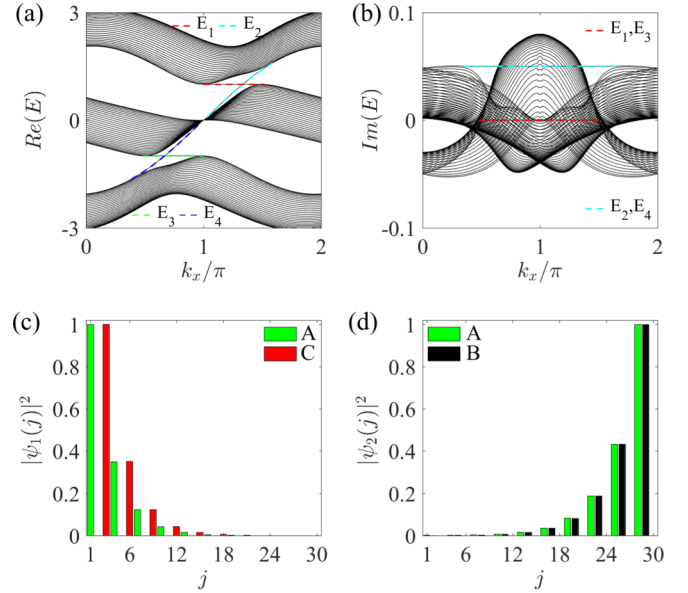 (a)
(b)
3
0
-3
Re(E)
E1 E2
E3 E4
0 1 2
kx/π
0.1
0
-0.1
Im(E)
E1,E3
E2,E4
0 1 2
kx/π
(c)
(d)
1
0.8
0.6
0.4
0.2
0
|ψ1(j)|²
A
C
1 6 12 18 24 30
j
1
0.8
0.6
0.4
0.2
0
|ψ2(j)|²
A
B
1 6 12 18 24 30
j